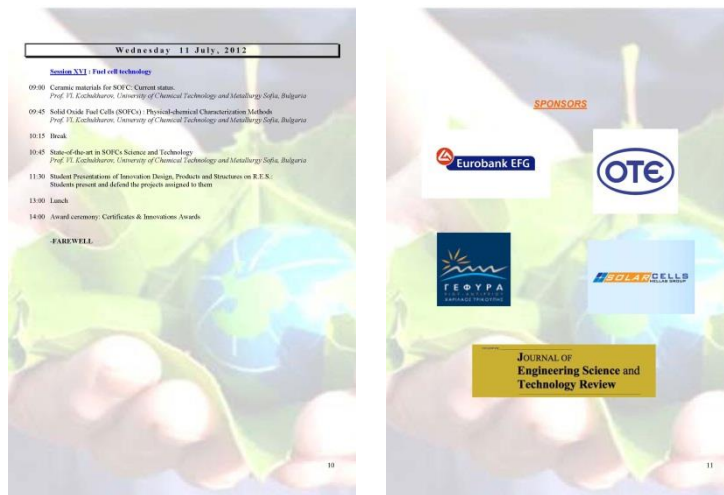 Wednesday 11 July, 2012
Session XVI : Fuel cell technology
09:00 Ceramic materials for SOFC: Current status.
Prof. Vl. Kozhukharov, University of Chemical Technology and Metallurgy Sofia, Bulgaria
09:45 Solid Oxide Fuel Cells (SOFCs) : Physical-chemical Characterization Methods
Prof. Vl. Kozhukharov, University of Chemical Technology and Metallurgy Sofia, Bulgaria
10:15 Break
10:45 State-of-the-art in SOFCs Science and Technology
Prof. Vl. Kozhukharov, University of Chemical Technology and Metallurgy Sofia, Bulgaria
11:30 Student Presentations of Innovation Design, Products and Structures on R.E.S.:
Students present and defend the projects assigned to them
13:00 Lunch
14:00 Award ceremony: Certificates & Innovations Awards
-FAREWELL
10
SPONSORS
Eurobank EFG
OTE
ΓΕΦΥΡΑ
ΧΑΡΙΛΑΟΣ ΤΡΙΚΟΥΠΗΣ
SOLAR CELLS
HELLAS GROUP
JOURNAL OF
Engineering Science and
Technology Review
11